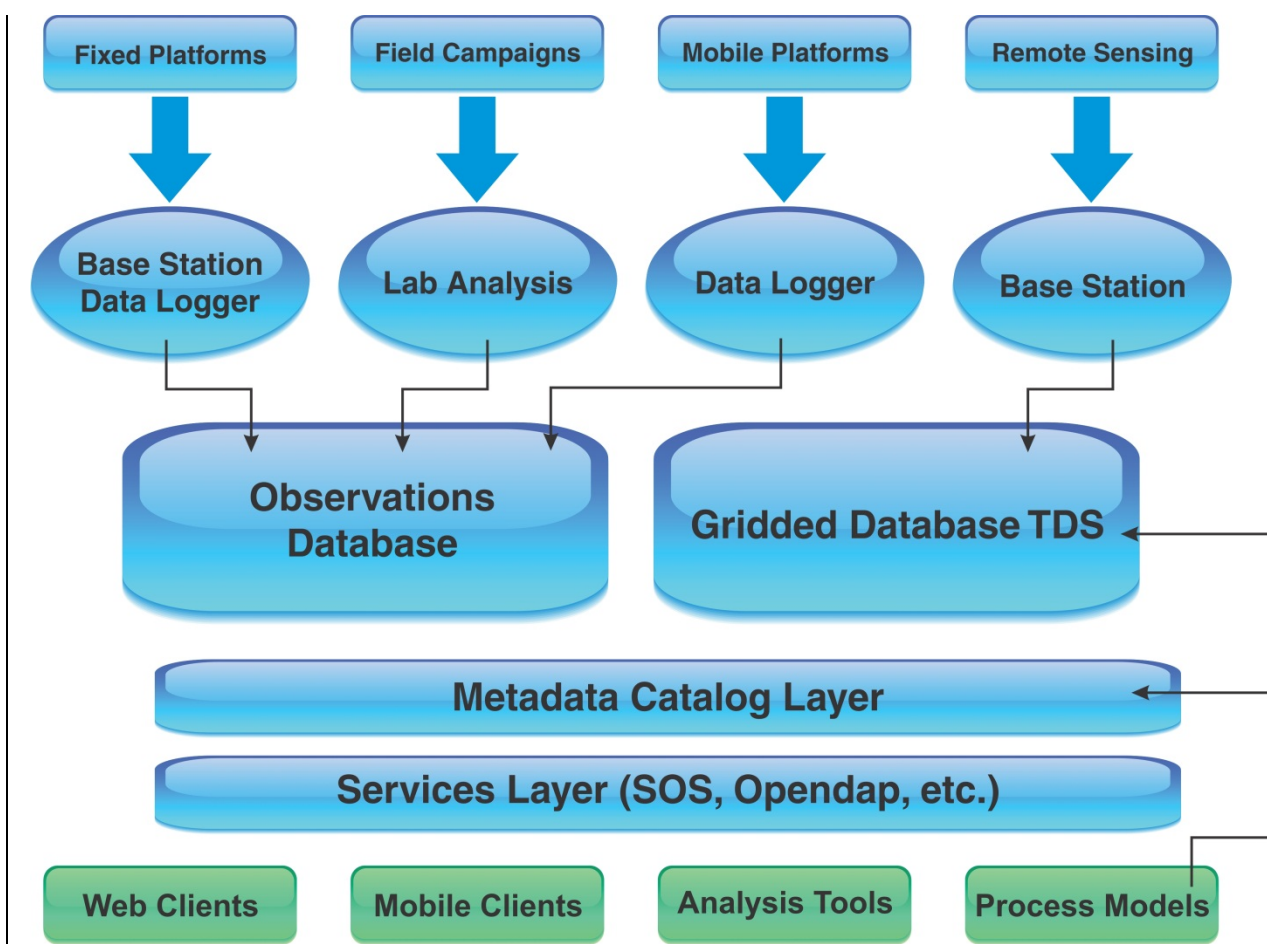 Fixed Platforms
Field Campaigns
Mobile Platforms
Remote Sensing
Base Station
Data Logger
Lab Analysis
Data Logger
Base Station
Observations
Database
Gridded Database TDS
Metadata Catalog Layer
Services Layer (SOS, Opendap, etc.)
Web Clients
Mobile Clients
Analysis Tools
Process Models